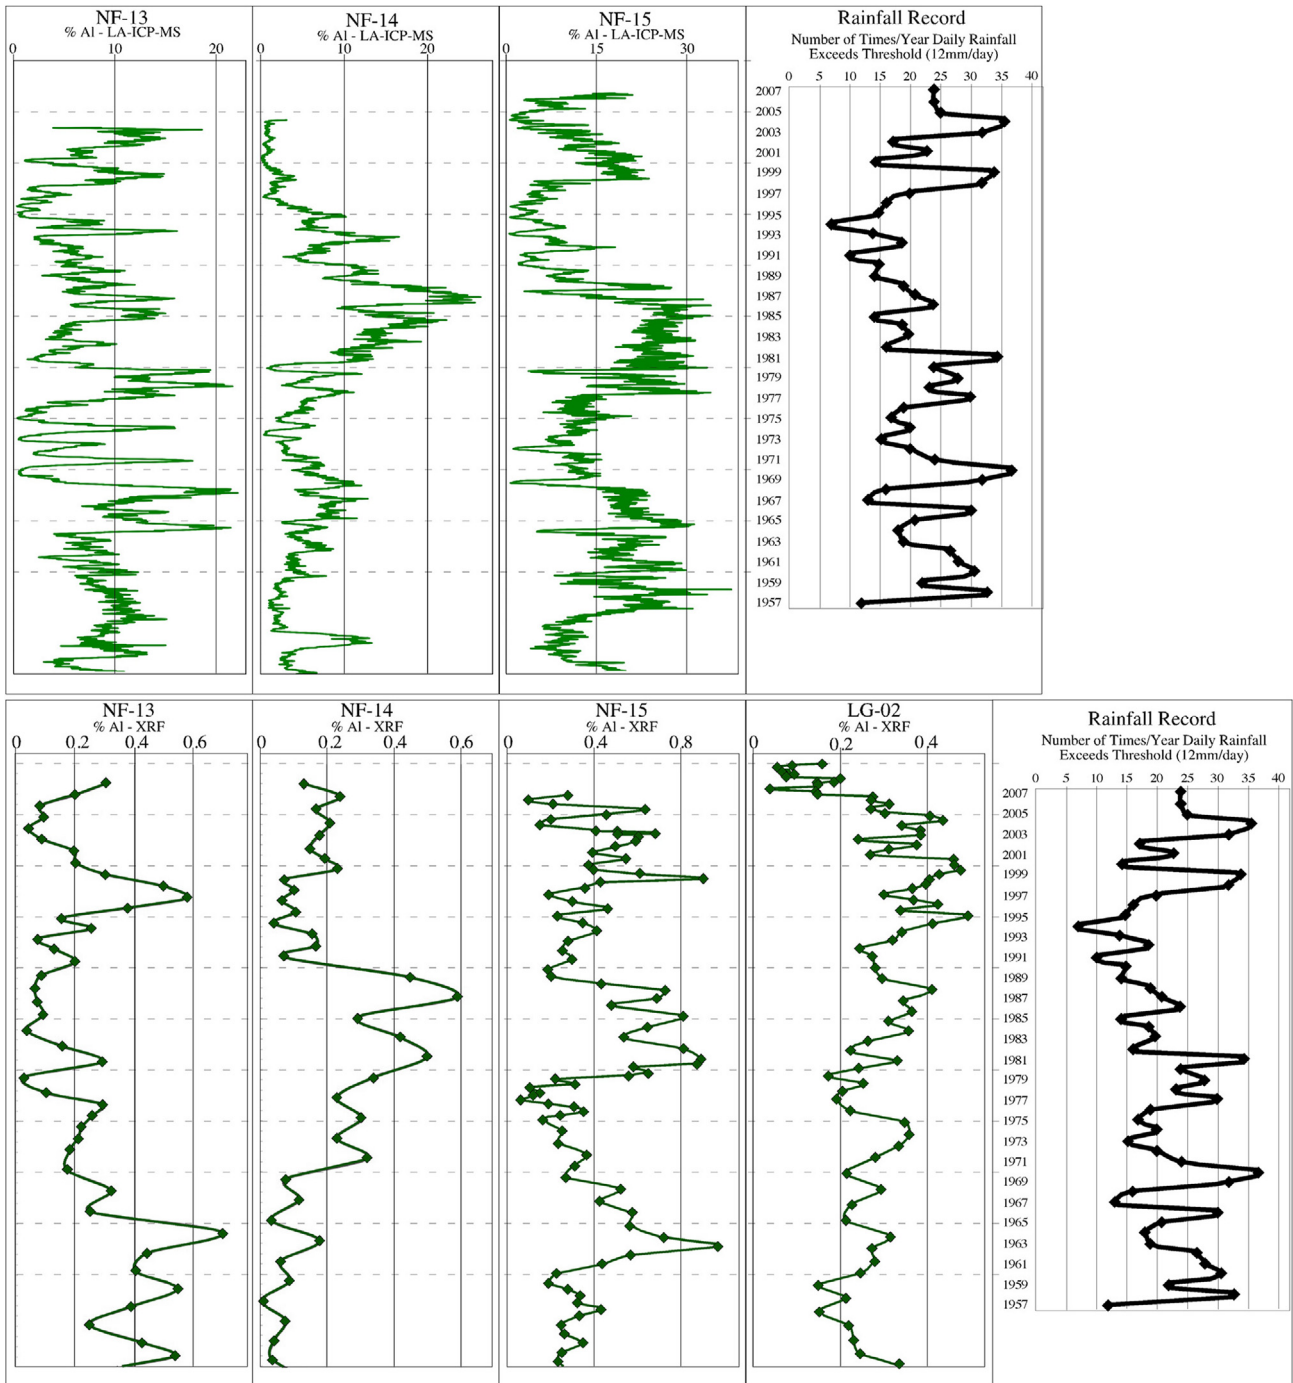 NF-13
% Al - LA-ICP-MS
0 10 20
NF-14
% Al - LA-ICP-MS
0 10 20
NF-15
% Al - LA-ICP-MS
0 15 30
Rainfall Record
Number of Times/Year Daily Rainfall
Exceeds Threshold (12mm/day)
0 5 10 15 20 25 30 35 40
2007
2005
2003
2001
1999
1997
1995
1993
1991
1989
1987
1985
1983
1981
1979
1977
1975
1973
1971
1969
1967
1965
1963
1961
1959
1957
NF-13
% Al - XRF
0 0.2 0.4 0.6
NF-14
% Al - XRF
0 0.2 0.4 0.6
NF-15
% Al - XRF
0 0.4 0.8
LG-02
% Al - XRF
0 0.2 0.4
Rainfall Record
Number of Times/Year Daily Rainfall
Exceeds Threshold (12mm/day)
0 5 10 15 20 25 30 35 40
2007
2005
2003
2001
1999
1997
1995
1993
1991
1989
1987
1985
1983
1981
1979
1977
1975
1973
1971
1969
1967
1965
1963
1961
1959
1957